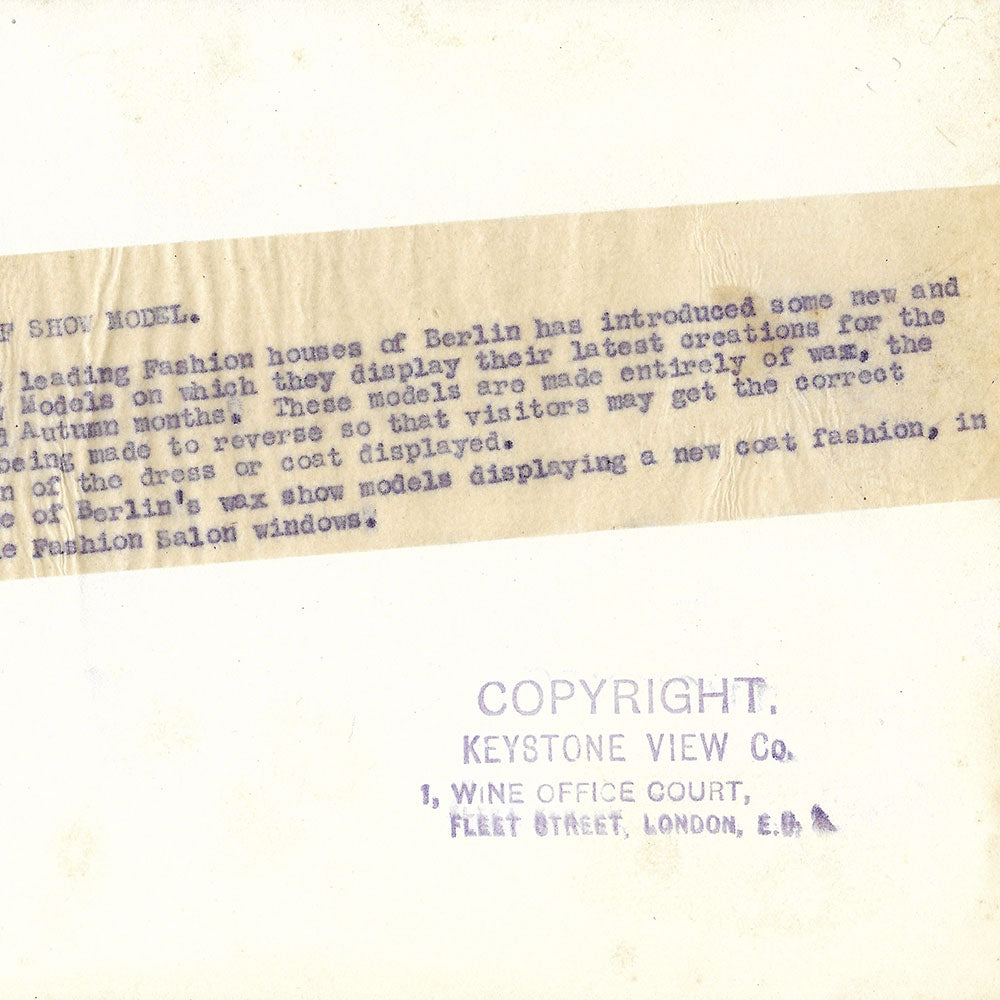 F SHOW MODEL.
leading Fashion houses of Berlin has introduced some new and
Models on which they display their latest creations for the
d Autumn months. These models are made entirely of wax, the
being made to reverse so that visitors may get the correct
n of the dress or coat displayed.
e of Berlin's wax show models displaying a new coat fashion, in
e Fashion Salon windows.
COPYRIGHT.
KEYSTONE VIEW Co.
1, WINE OFFICE COURT,
FLEET STREET, LONDON, E.C.